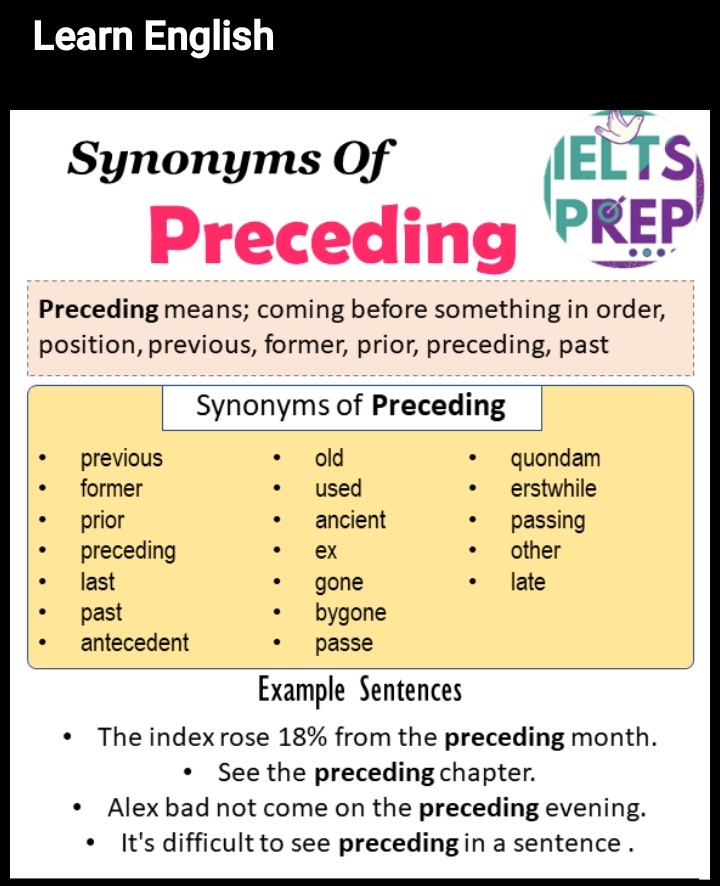 Learn English
Synonyms Of
Preceding
IELTS
PREP
Preceding means; coming before something in order,
position, previous, former, prior, preceding, past
Synonyms of Preceding
• previous
• former
• prior
• preceding
• last
• past
• antecedent
• old
• used
• ancient
• ex
• gone
• bygone
• passe
• quondam
• erstwhile
• passing
• other
• late
Example Sentences
• The index rose 18% from the preceding month.
• See the preceding chapter.
• Alex bad not come on the preceding evening.
• It's difficult to see preceding in a sentence .